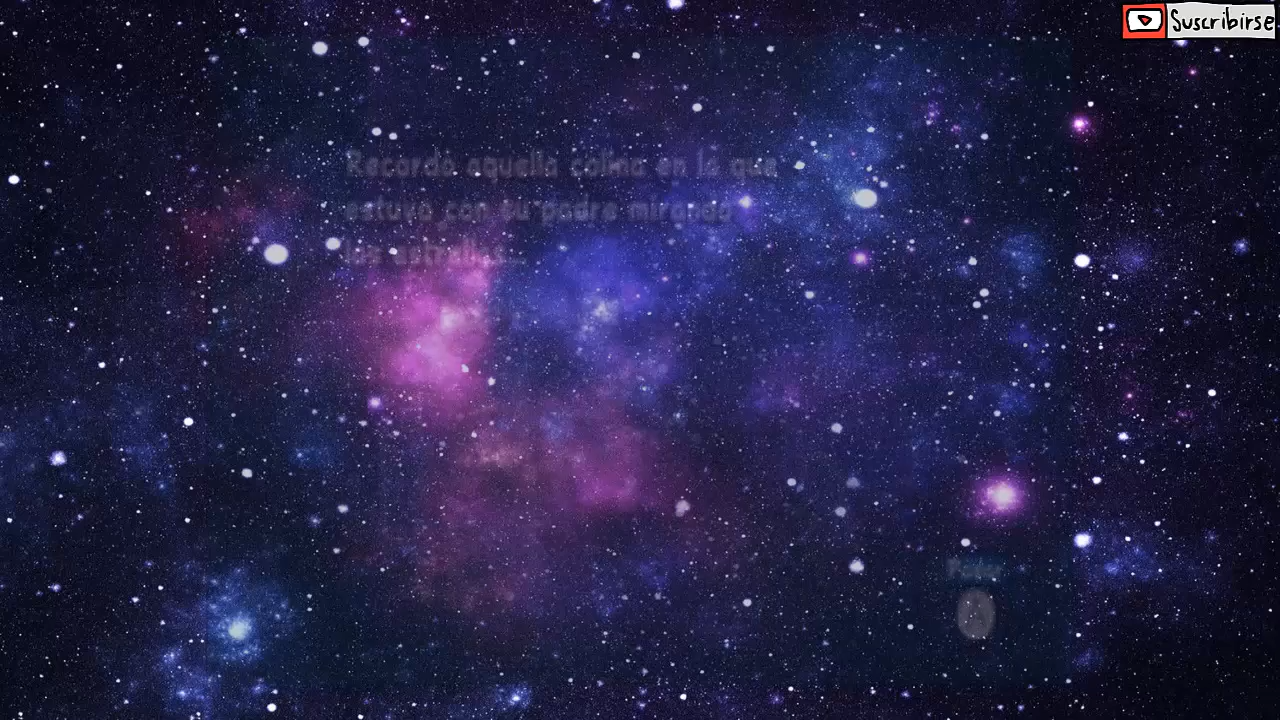 Suscribirse
Recordó aquella colina en la que
estuvo con su padre mirando
las estrellas...